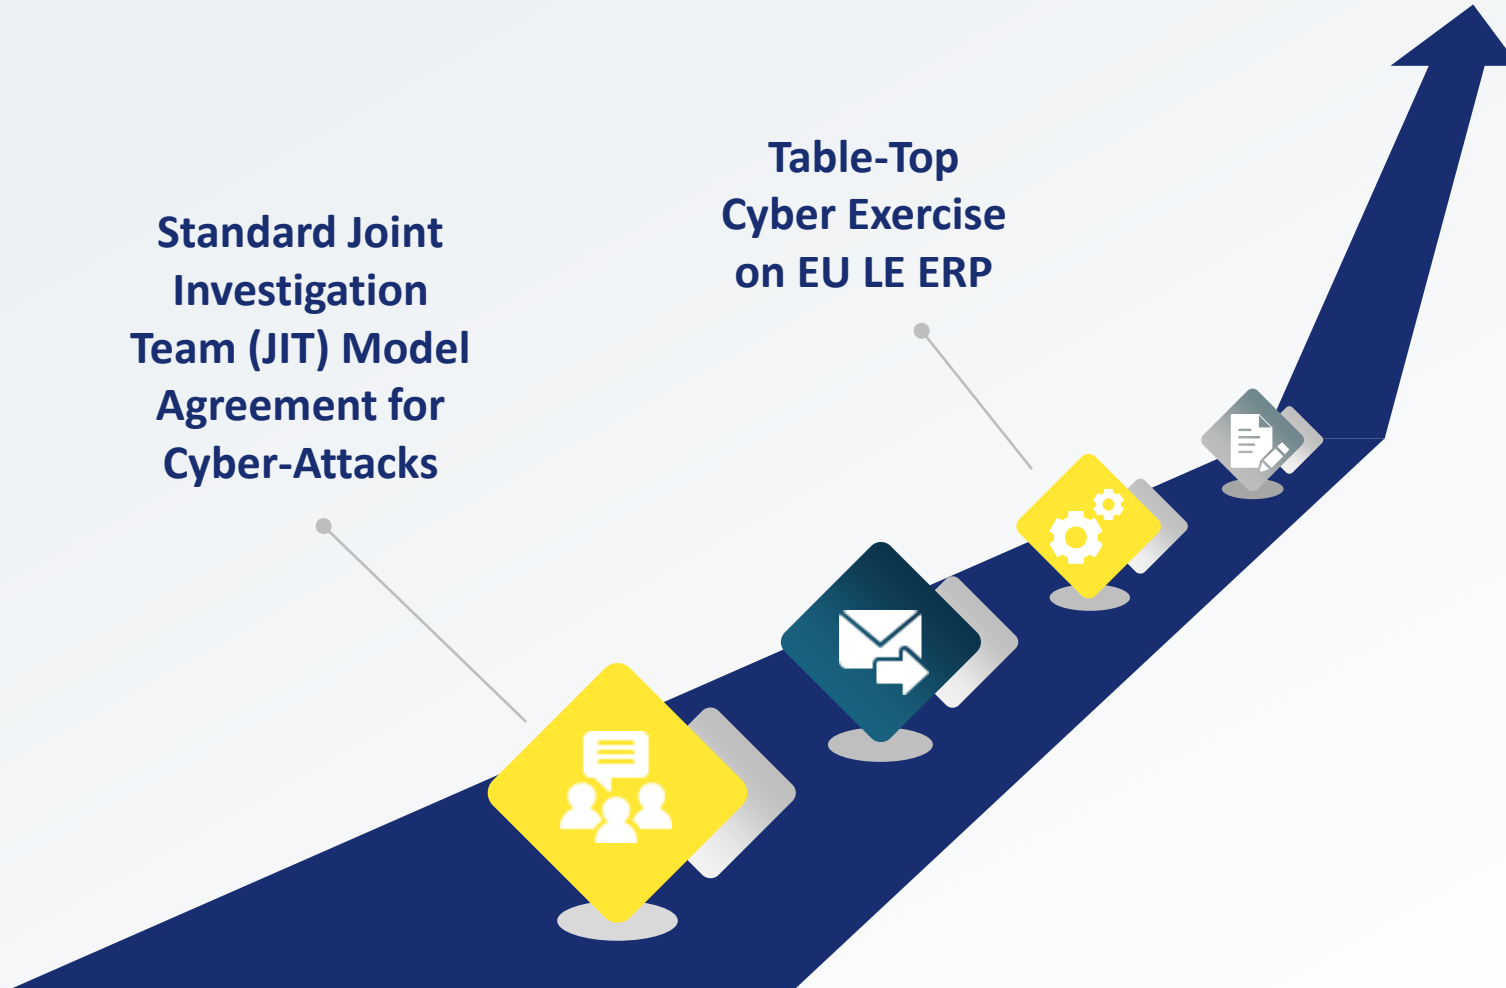 Standard Joint
Investigation
Team (JIT) Model
Agreement for
Cyber-Attacks
Table-Top
Cyber Exercise
on EU LE ERP